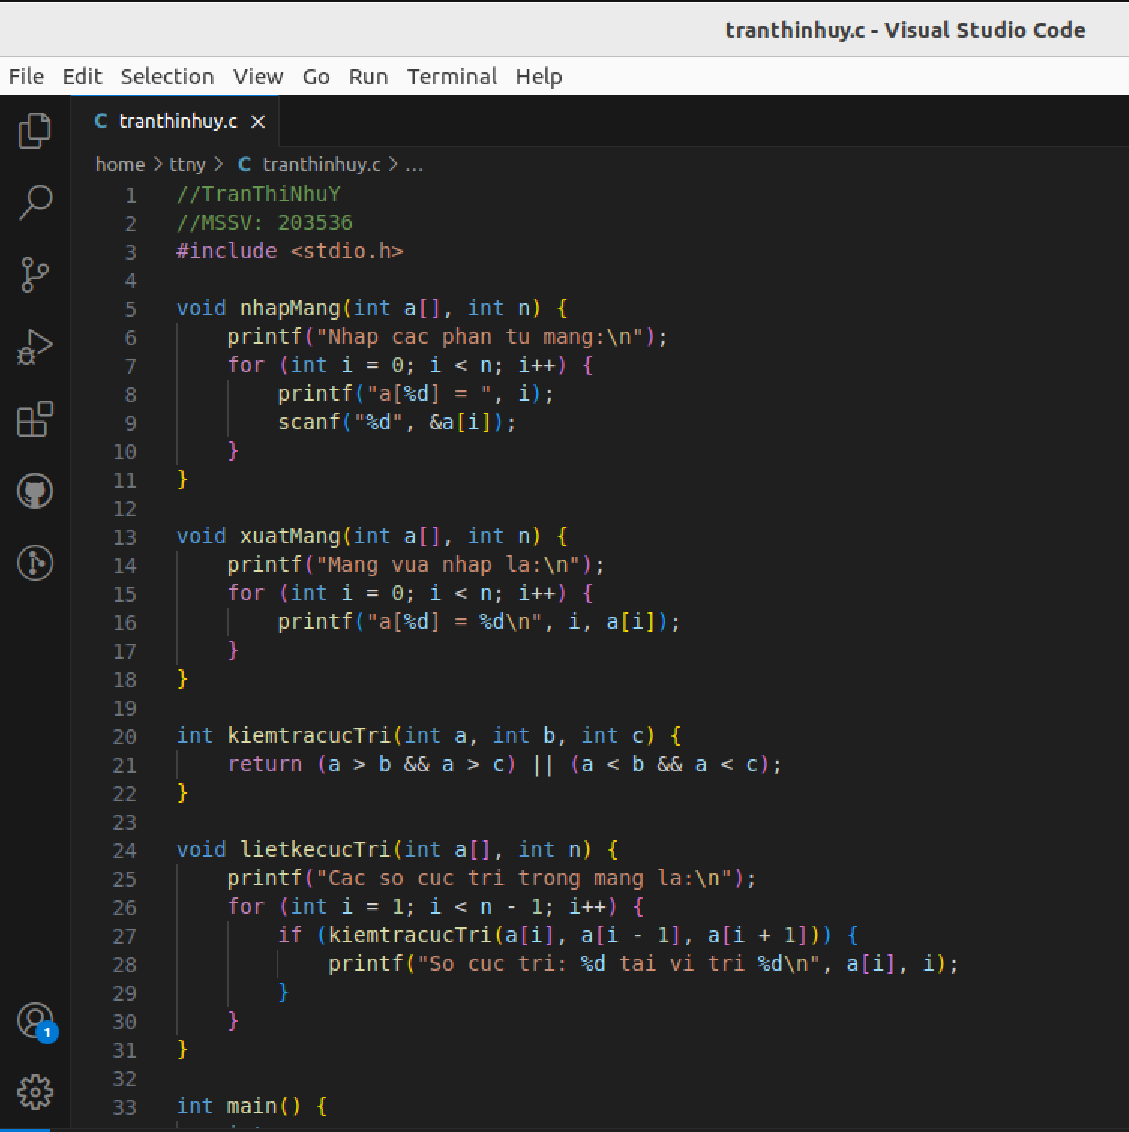 tranthinhuy.c - Visual Studio Code
File Edit Selection View Go Run Terminal Help
C tranthinhuy.c ×
home > ttny > C tranthinhuy.c > ...
1 //TranThiNhuY
2 //MSSV: 203536
3 #include <stdio.h>
4
5 void nhapMang(int a[], int n) {
6     printf("Nhap cac phan tu mang:\n");
7     for (int i = 0; i < n; i++) {
8         printf("a[%d] = ", i);
9         scanf("%d", &a[i]);
10     }
11 }
12
13 void xuatMang(int a[], int n) {
14     printf("Mang vua nhap la:\n");
15     for (int i = 0; i < n; i++) {
16         printf("a[%d] = %d\n", i, a[i]);
17     }
18 }
19
20 int kiemtracucTri(int a, int b, int c) {
21     return (a > b && a > c) || (a < b && a < c);
22 }
23
24 void lietkecucTri(int a[], int n) {
25     printf("Cac so cuc tri trong mang la:\n");
26     for (int i = 1; i < n - 1; i++) {
27         if (kiemtracucTri(a[i], a[i - 1], a[i + 1])) {
28             printf("So cuc tri: %d tai vi tri %d\n", a[i], i);
29         }
30     }
31 }
32
33 int main() {
1